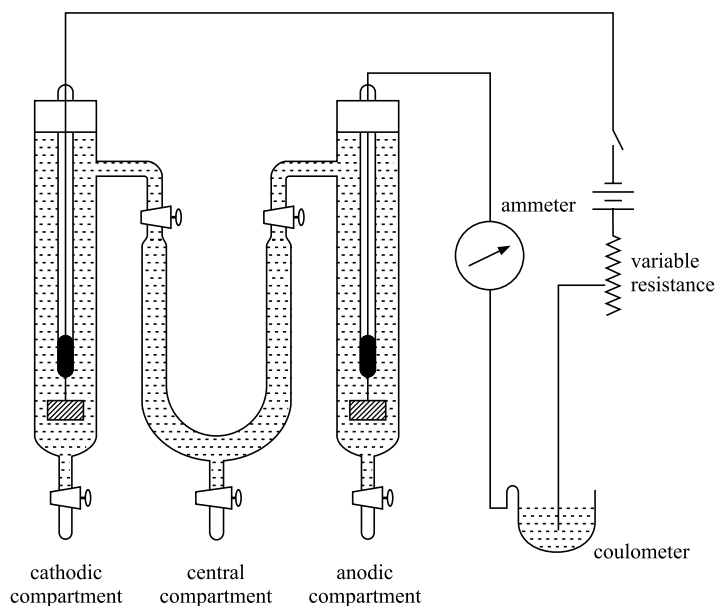 ammeter
variable
resistance
coulometer
cathodic
compartment
central
compartment
anodic
compartment